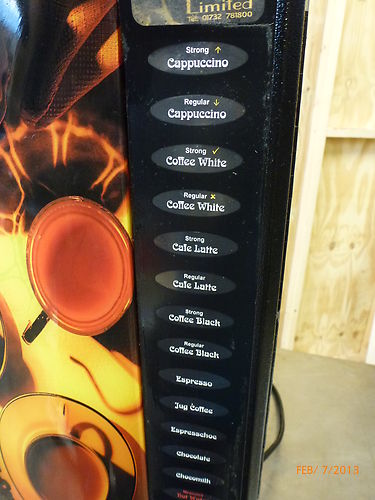 Limited
Tel: 01732 781800
Strong ↑
Cappuccino
Regular ↓
Cappuccino
Strong ✓
Coffee White
Regular x
Coffee White
Strong
Cafe Latte
Regular
Cafe Latte
Strong
Coffee Black
Regular
Coffee Black
Espresso
Jug Coffee
Espresschoc
Chocolate
Chocomilk
FEB/ 7/2013